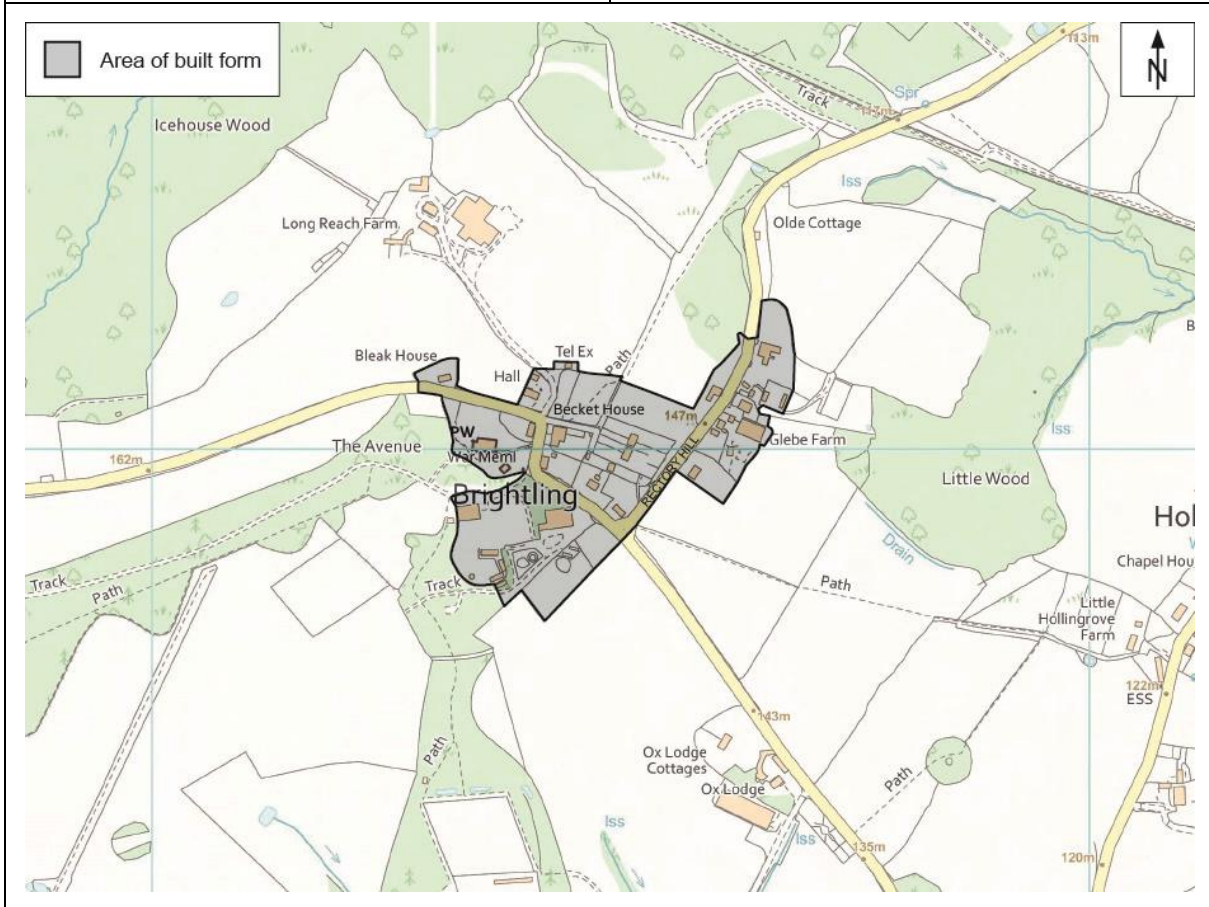 Area of built form
N
113m
Track
Spr
117m
Icehouse Wood
Iss
Long Reach Farm
Olde Cottage
Bleak House
Tel Ex
Path
Hall
Becket House
147m
PW
The Avenue
War Meml
Glebe Farm
162m
RECTORY HILL
Iss
Little Wood
Brightling
Hol
Drain
Chapel Hou
Track
Path
Track
Path
Little
Hollingrove
Farm
122m
ESS
143m
Path
Ox Lodge
Cottages
Path
Ox Lodge
Iss
Iss
135m
120m
B